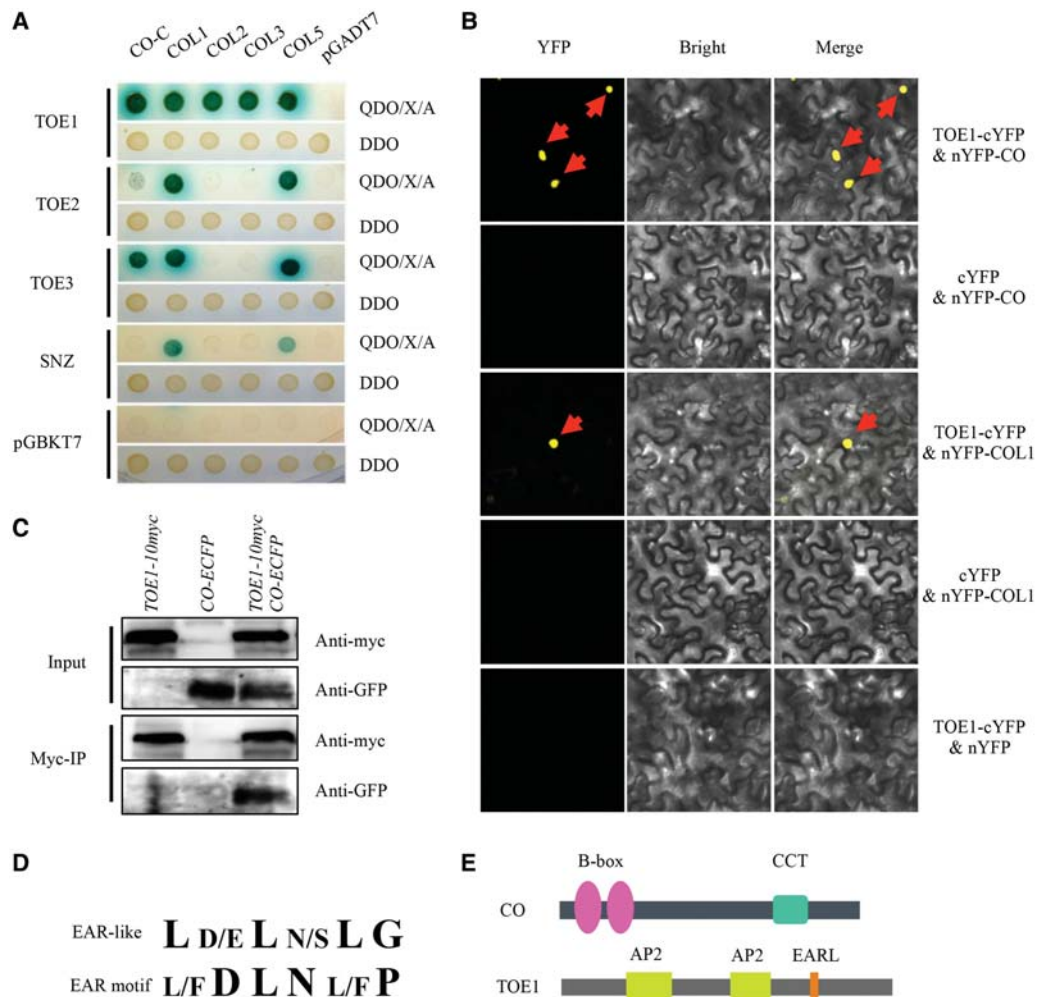 A
CO-C COL1 COL2 COL3 COL5 pGADT7
TOE1
QDO/X/A
DDO
TOE2
QDO/X/A
DDO
TOE3
QDO/X/A
DDO
SNZ
QDO/X/A
DDO
pGBKT7
QDO/X/A
DDO
B
YFP Bright Merge
TOE1-cYFP
& nYFP-CO
cYFP
& nYFP-CO
TOE1-cYFP
& nYFP-COL1
cYFP
& nYFP-COL1
TOE1-cYFP
& nYFP
C
TOE1-10myc
CO-ECFP
TOE1-10myc
CO-ECFP
Input
Anti-myc
Anti-GFP
Myc-IP
Anti-myc
Anti-GFP
D
EAR-like L D/E L N/S L G
EAR motif L/F D L N L/F P
E
B-box CCT
CO
AP2 AP2 EARL
TOE1